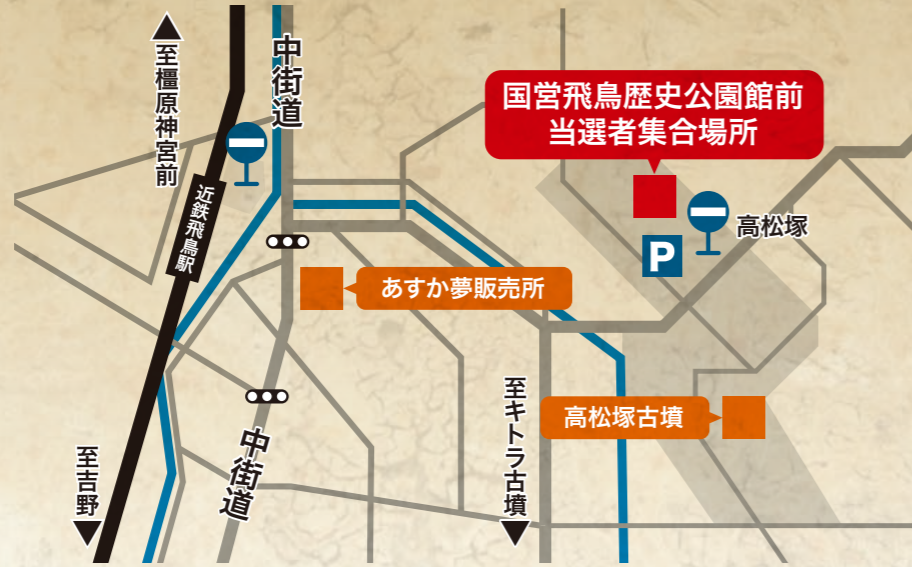 至橿原神宮前
中街道
国営飛鳥歴史公園館前
当選者集合場所
近鉄飛鳥駅
高松塚
P
あすか夢販売所
至キトラ古墳
高松塚古墳
中街道
至吉野